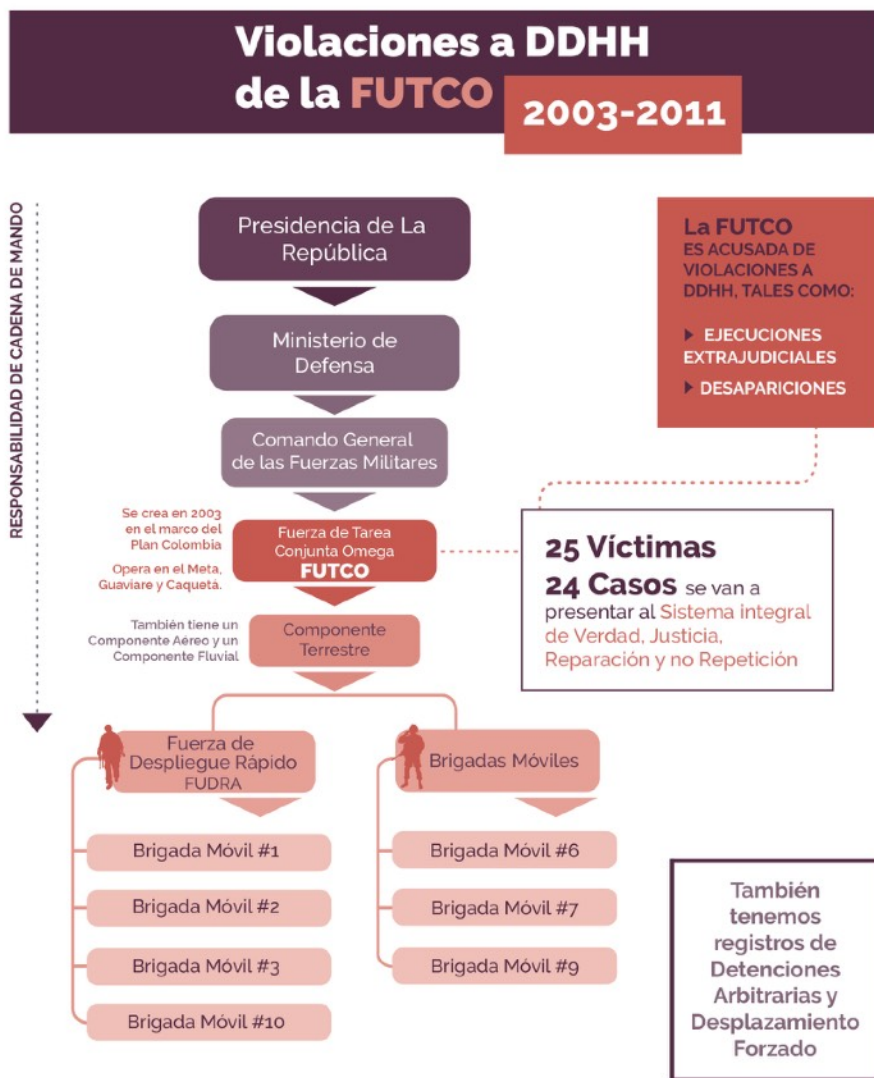 Violaciones a DDHH
de la FUTCO
2003-2011
RESPONSABILIDAD DE CADENA DE MANDO
Presidencia de La
República
Ministerio de
Defensa
Comando General
de las Fuerzas Militares
La FUTCO
ES ACUSADA DE
VIOLACIONES A
DDHH, TALES COMO:
EJECUCIONES
EXTRAJUDICIALES
DESAPARICIONES
Se crea en 2003
en el marco del
Plan Colombia
Opera en el Meta,
Guaviare y Caquetá.
Fuerza de Tarea
Conjunta Omega
FUTCO
25 Víctimas
24 Casos se van a
presentar al Sistema integral
de Verdad, Justicia,
Reparación y no Repetición
También tiene un
Componente Aéreo y un
Componente Fluvial
Componente
Terrestre
Fuerza de
Despliegue Rápido
FUDRA
Brigada Móvil #1
Brigada Móvil #2
Brigada Móvil #3
Brigada Móvil #10
Brigadas Móviles
Brigada Móvil #6
Brigada Móvil #7
Brigada Móvil #9
También
tenemos
registros de
Detenciones
Arbitrarias y
Desplazamiento
Forzado